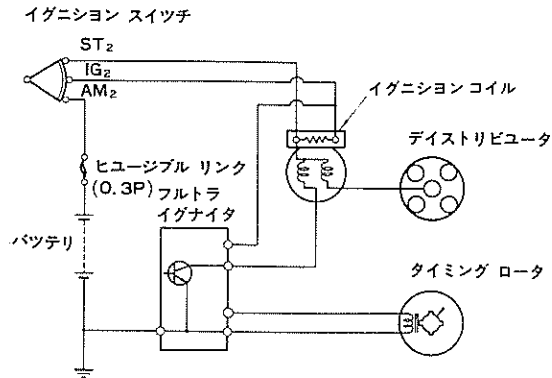 イグニシヨン スイツチ
ST₂
IG₂
AM₂
イグニシヨン コイル
デイストリビユータ
ヒユージブル リンク
(0.3P)
フルトラ
イグナイタ
バツテリ
タイミング ロータ